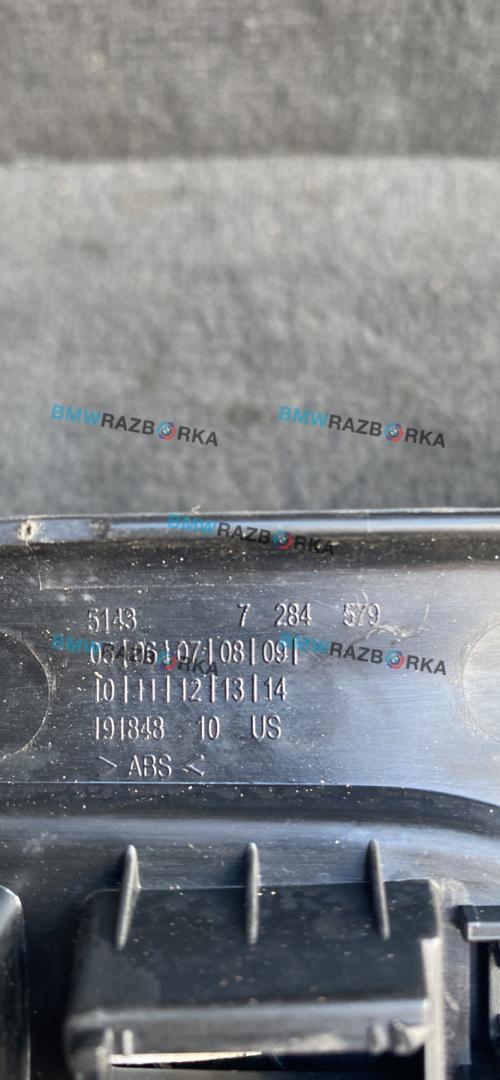 BMWRAZBORKA
BMWRAZBORKA
BMWRAZBORKA
5143 7 284 579
05|06|07|08|09|
BMWRAZBORKA
BMWRAZBORKA
10|11|12|13|14
191848 10 US
> ABS <